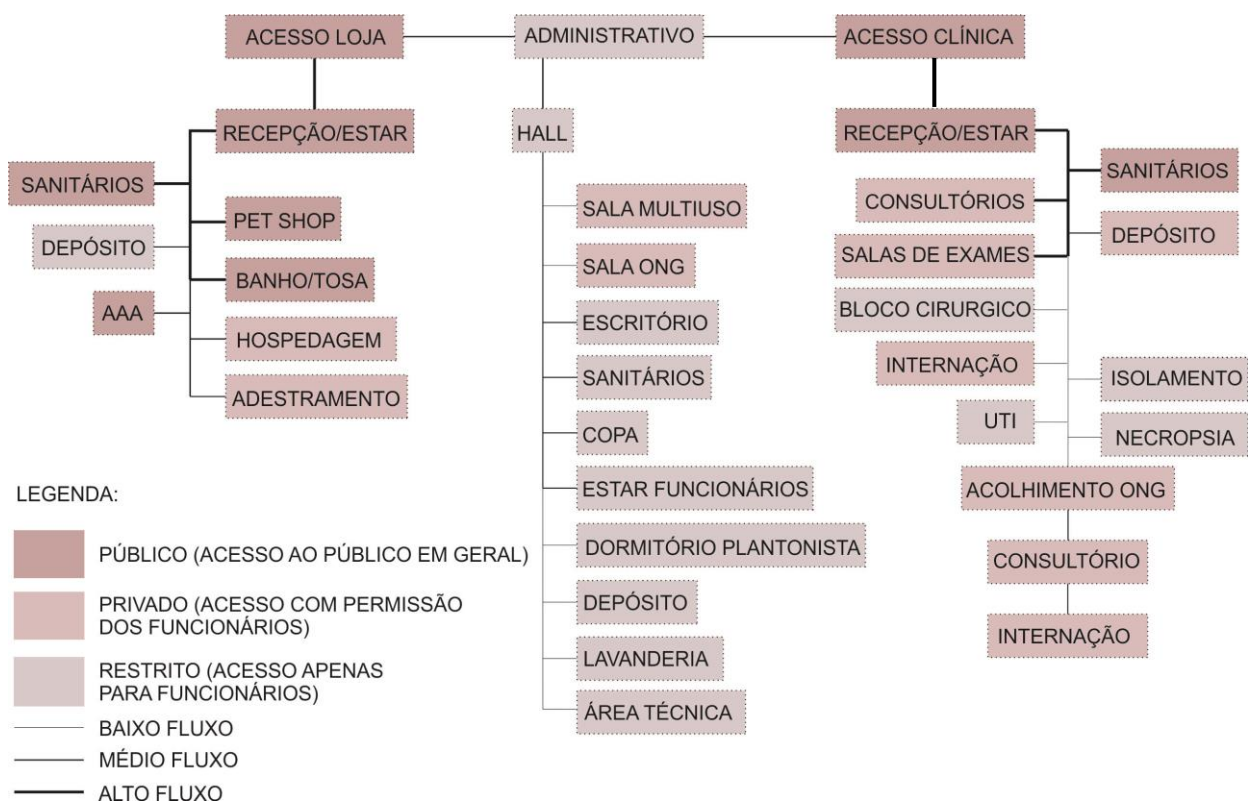 ACESSO LOJA
ADMINISTRATIVO
ACESSO CLÍNICA
RECEPÇÃO/ESTAR
SANITÁRIOS
PET SHOP
DEPÓSITO
BANHO/TOSA
AAA
HOSPEDAGEM
ADESTRAMENTO
HALL
SALA MULTIUSO
SALA ONG
ESCRITÓRIO
SANITÁRIOS
COPA
ESTAR FUNCIONÁRIOS
DORMITÓRIO PLANTONISTA
DEPÓSITO
LAVANDERIA
ÁREA TÉCNICA
RECEPÇÃO/ESTAR
SANITÁRIOS
CONSULTÓRIOS
DEPÓSITO
SALAS DE EXAMES
BLOCO CIRURGICO
INTERNAÇÃO
ISOLAMENTO
UTI
NECROPSIA
ACOLHIMENTO ONG
CONSULTÓRIO
INTERNAÇÃO
LEGENDA:
PÚBLICO (ACESSO AO PÚBLICO EM GERAL)
PRIVADO (ACESSO COM PERMISSÃO
DOS FUNCIONÁRIOS)
RESTRITO (ACESSO APENAS
PARA FUNCIONÁRIOS)
BAIXO FLUXO
MÉDIO FLUXO
ALTO FLUXO